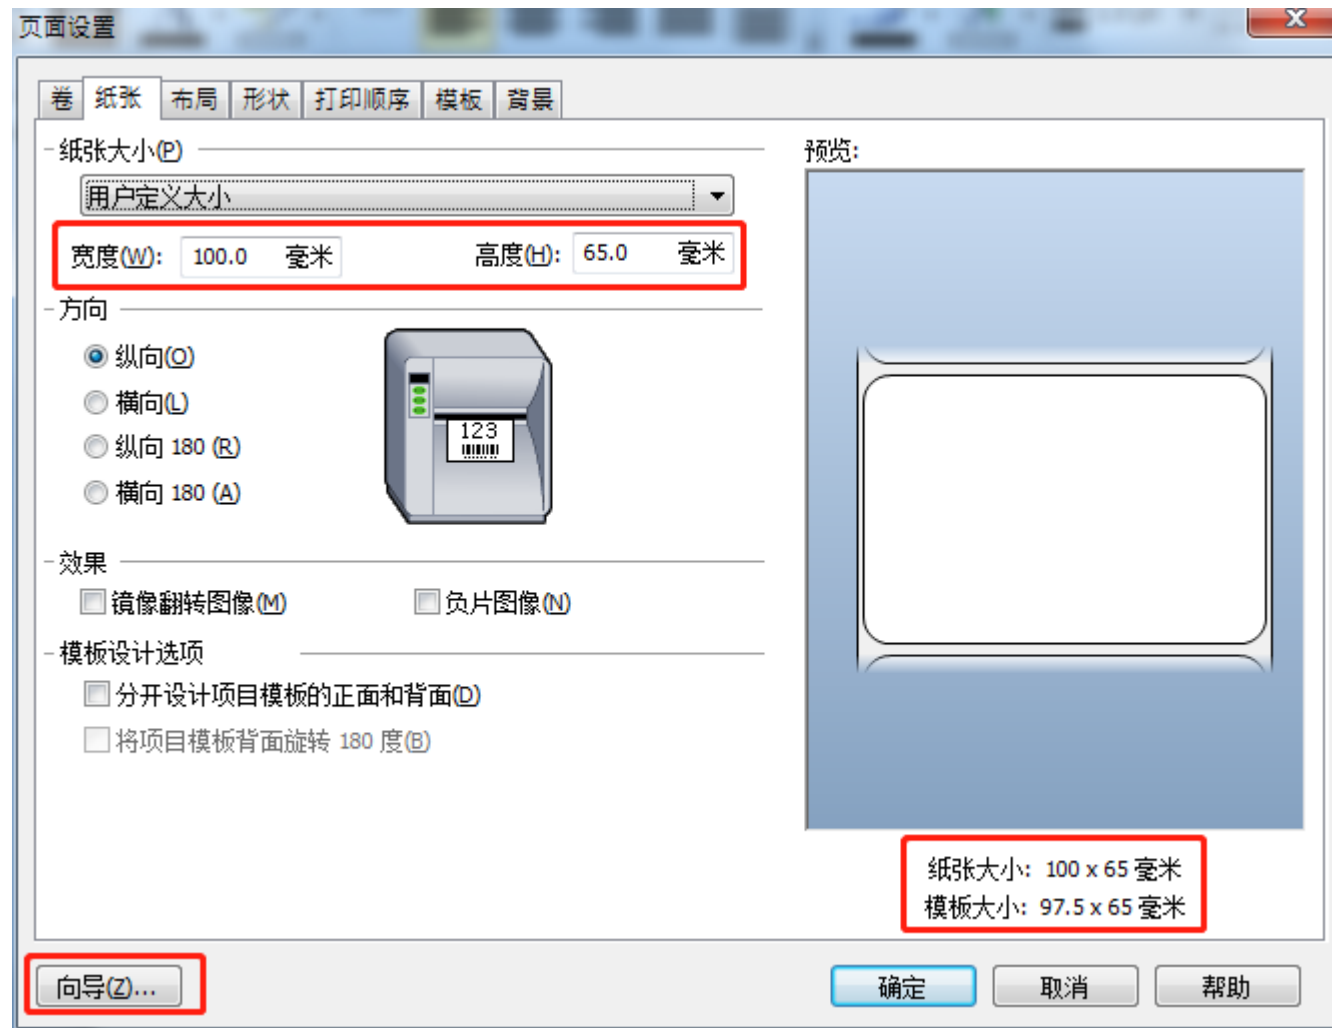 页面设置
X
卷 纸张 布局 形状 打印顺序 模板 背景
纸张大小(P)
用户定义大小
宽度(W): 100.0 毫米 高度(H): 65.0 毫米
方向
纵向(O)
横向(L)
纵向 180 (R)
横向 180 (A)
123
效果
镜像翻转图像(M) 负片图像(N)
模板设计选项
分开设计项目模板的正面和背面(D)
将项目模板背面旋转 180 度(B)
预览:
纸张大小: 100 x 65 毫米
模板大小: 97.5 x 65 毫米
向导(Z)... 确定 取消 帮助